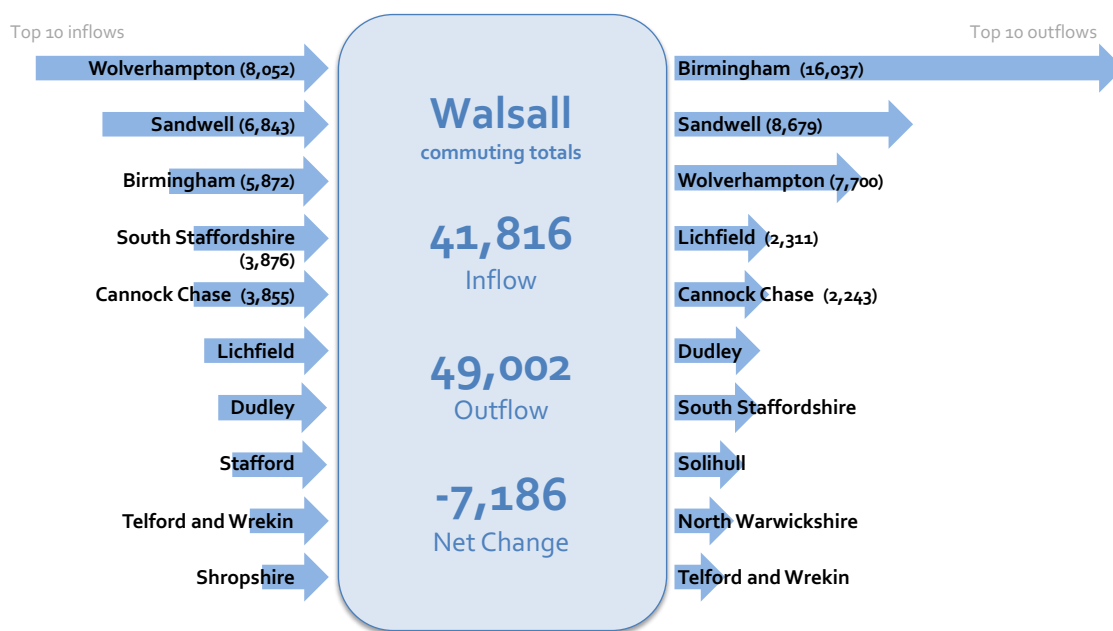 Top 10 inflows
Wolverhampton (8,052)
Sandwell (6,843)
Birmingham (5,872)
South Staffordshire
(3,876)
Cannock Chase (3,855)
Lichfield
Dudley
Stafford
Telford and Wrekin
Shropshire
Walsall
commuting totals
41,816
Inflow
49,002
Outflow
-7,186
Net Change
Top 10 outflows
Birmingham (16,037)
Sandwell (8,679)
Wolverhampton (7,700)
Lichfield (2,311)
Cannock Chase (2,243)
Dudley
South Staffordshire
Solihull
North Warwickshire
Telford and Wrekin